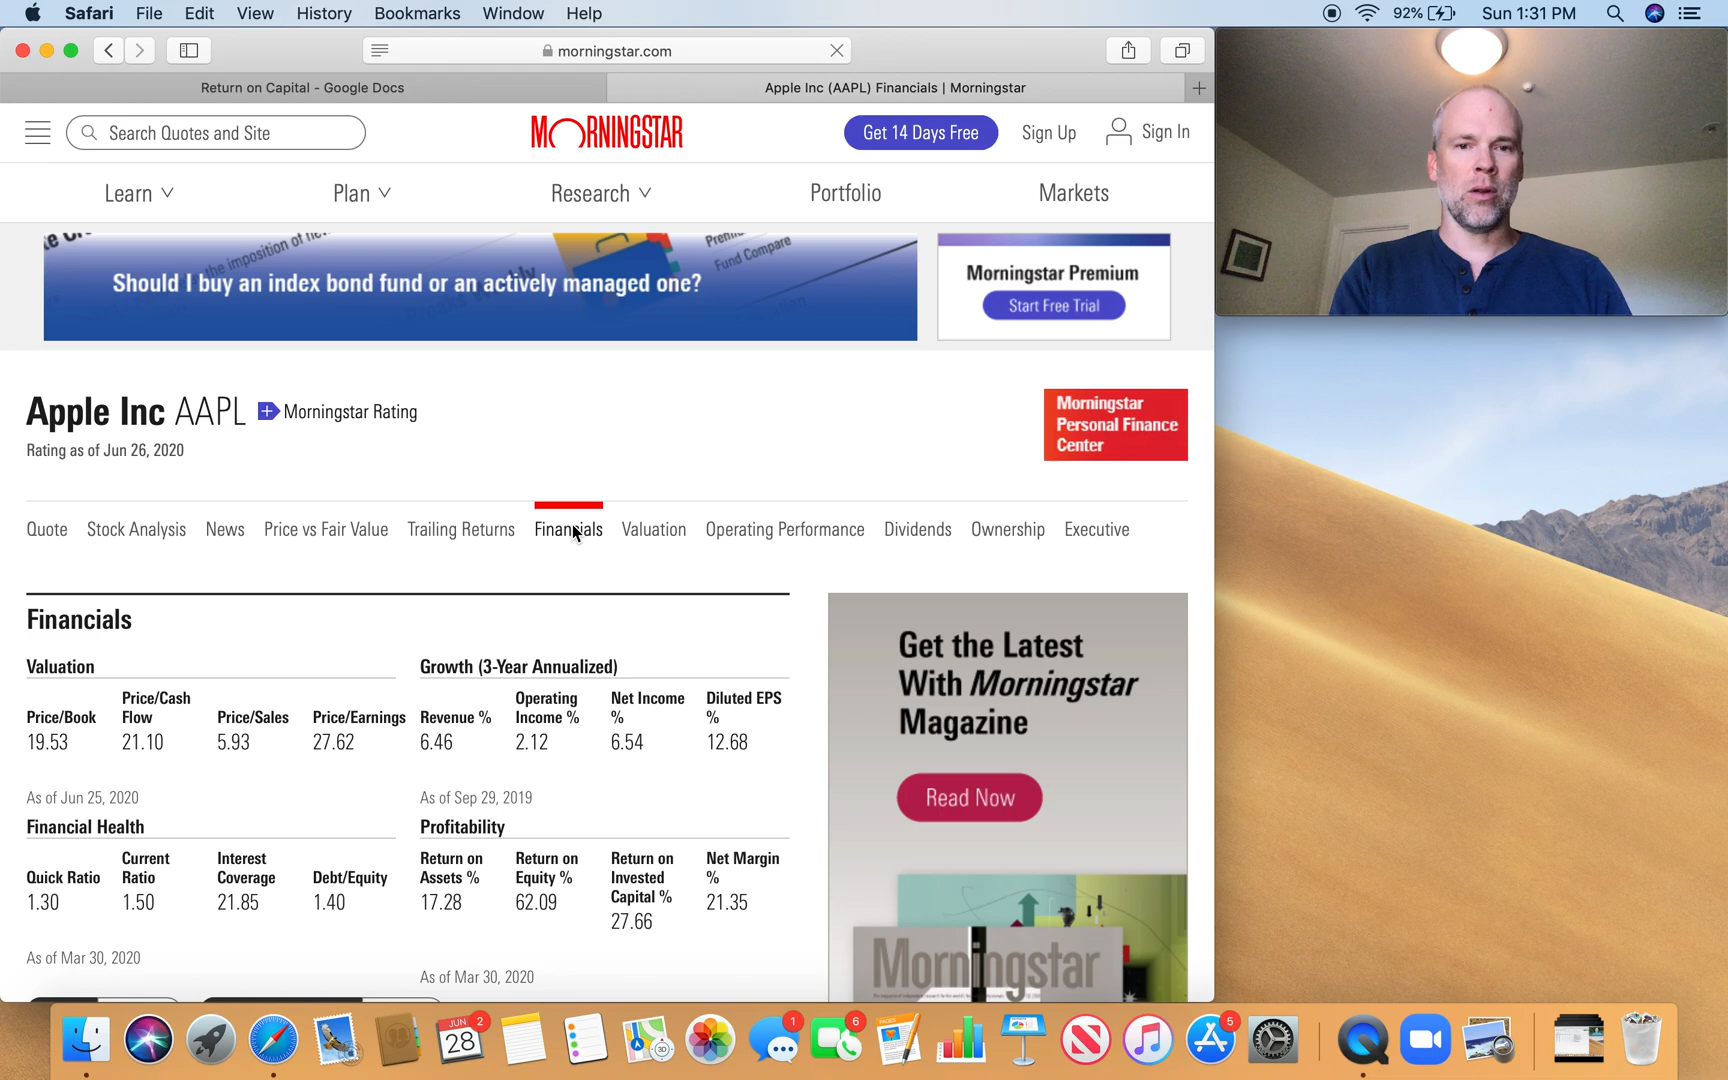 Safari File Edit View History Bookmarks Window Help
92% Sun 1:31 PM
morningstar.com
Return on Capital - Google Docs
Apple Inc (AAPL) Financials | Morningstar
Search Quotes and Site
MORNINGSTAR
Get 14 Days Free
Sign Up
Sign In
Learn
Plan
Research
Portfolio
Markets
the imposition of
Premi
Fund Compare
Should I buy an index bond fund or an actively managed one?
Morningstar Premium
Start Free Trial
Apple Inc AAPL
Morningstar Rating
Rating as of Jun 26, 2020
Morningstar
Personal Finance
Center
Quote Stock Analysis News Price vs Fair Value Trailing Returns Financials Valuation Operating Performance Dividends Ownership Executive
Financials
Valuation
Price/Book Price/Cash Flow Price/Sales Price/Earnings
19.53 21.10 5.93 27.62
As of Jun 25, 2020
Growth (3-Year Annualized)
Revenue % Operating Income % Net Income % Diluted EPS %
6.46 2.12 6.54 12.68
As of Sep 29, 2019
Financial Health
Quick Ratio Current Ratio Interest Coverage Debt/Equity
1.30 1.50 21.85 1.40
As of Mar 30, 2020
Profitability
Return on Assets % Return on Equity % Return on Invested Capital % Net Margin %
17.28 62.09 27.66 21.35
As of Mar 30, 2020
Get the Latest
With Morningstar
Magazine
Read Now
Morningstar
JUN 2
28
1
6
PAGES
3D
5